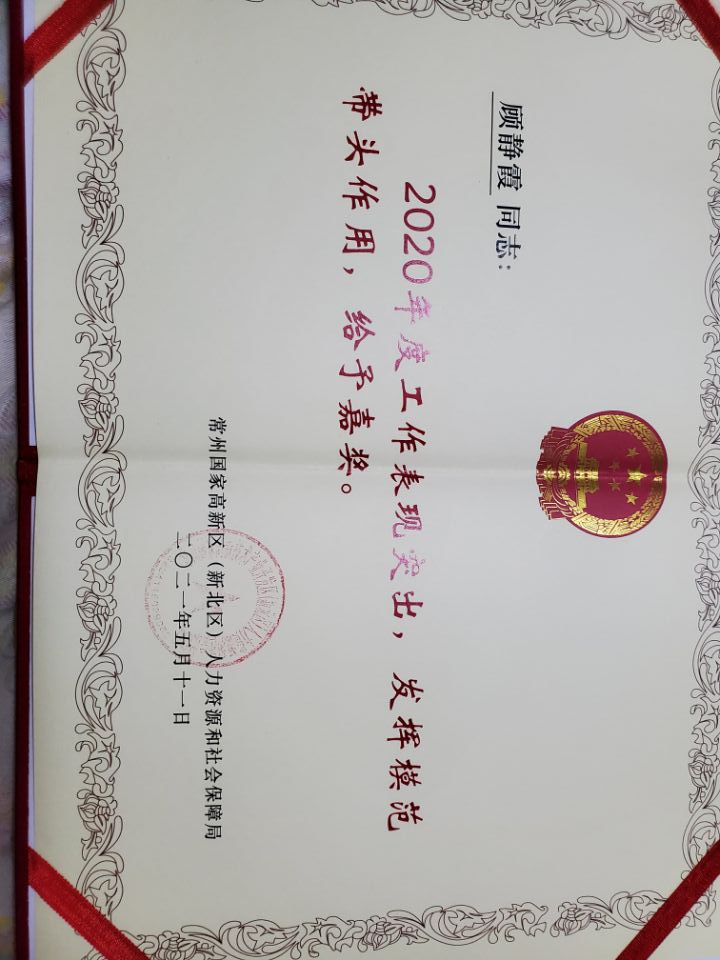 顾静霞 同志：
2020年度工作表现突出，发挥模范
带头作用，给予嘉奖。
常州国家高新区（新北区）人力资源和社会保障局
二〇二一年五月十一日